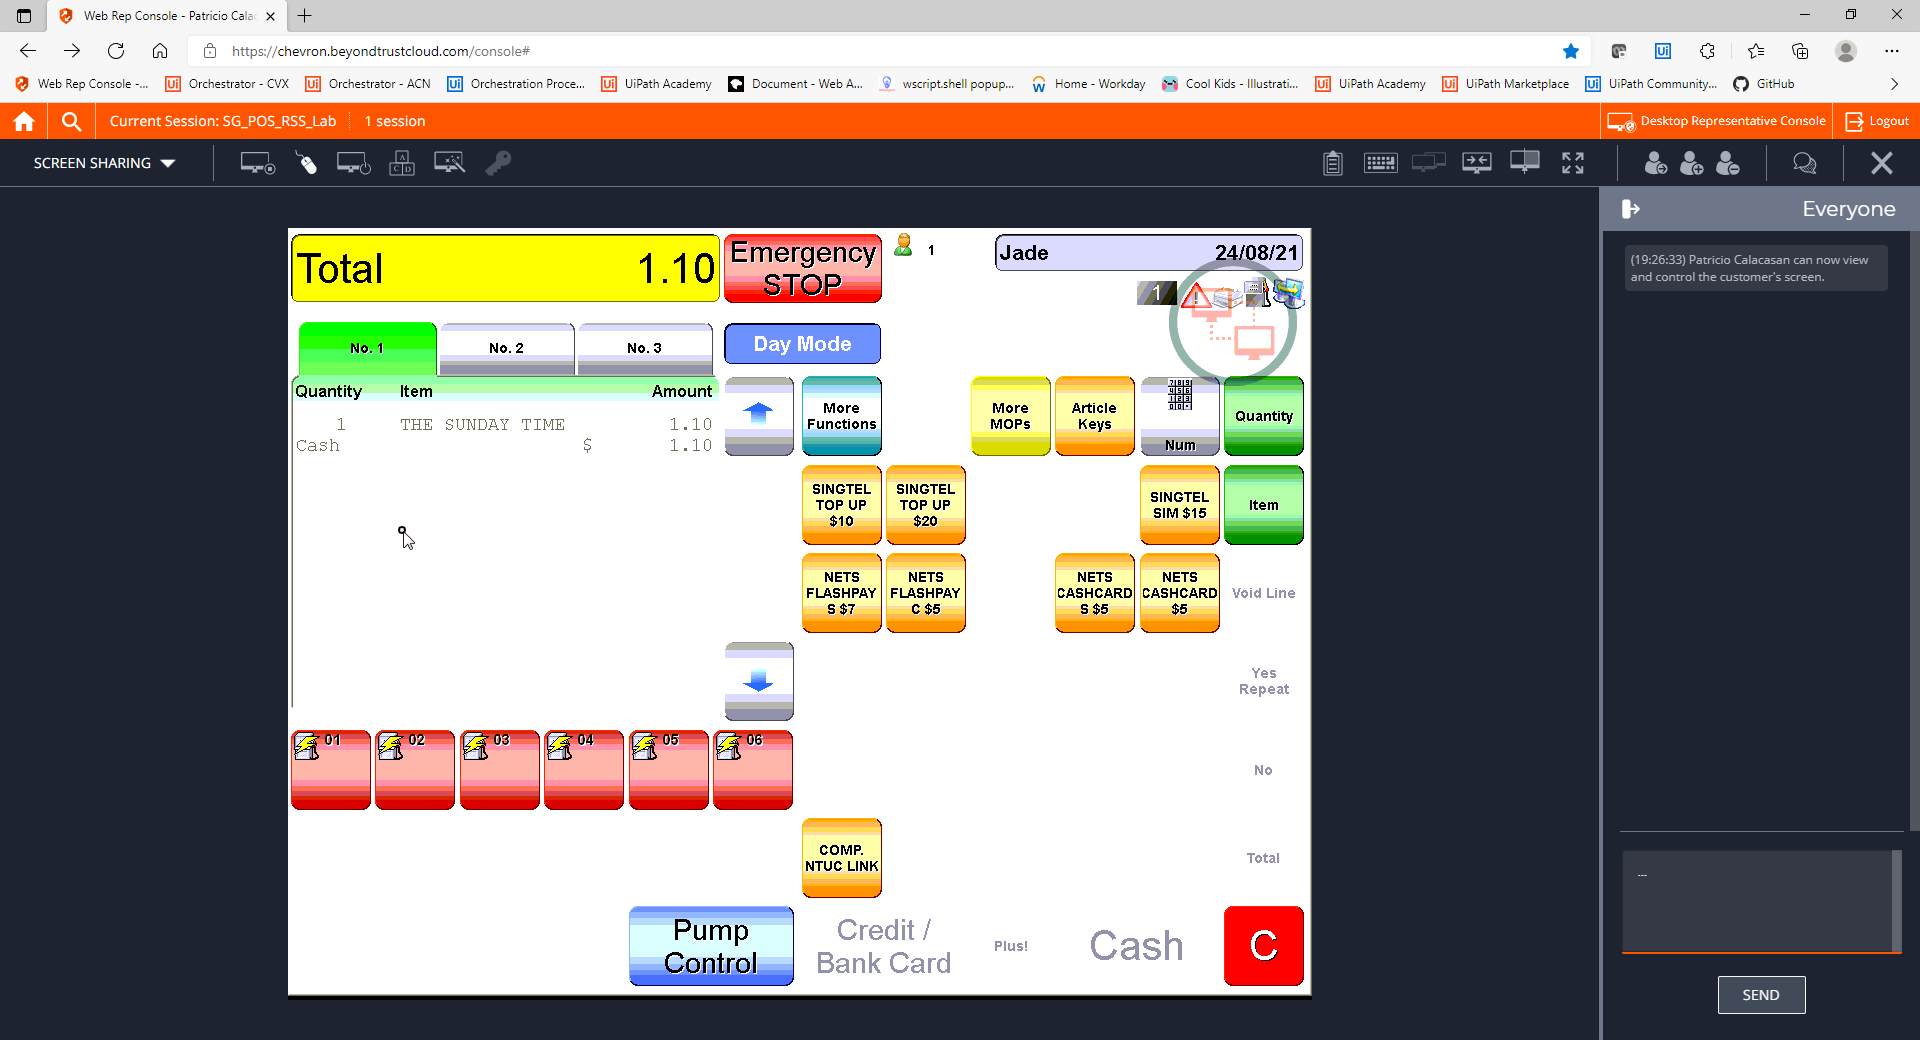 Web Rep Console - Patricio Cala
https://chevron.beyondtrustcloud.com/console#
Web Rep Console -...
Orchestrator - CVX
Orchestrator - ACN
Orchestration Proce...
UiPath Academy
Document - Web A...
wscript.shell popup...
Home - Workday
Cool Kids - Illustrati...
UiPath Academy
UiPath Marketplace
UiPath Community...
GitHub
Current Session: SG_POS_RSS_Lab
1 session
Desktop Representative Console
Logout
SCREEN SHARING
Everyone
(19:26:33) Patricio Calacasan can now view
and control the customer's screen.
Total 1.10
Emergency
STOP
1
Jade 24/08/21
1
No. 1
No. 2
No. 3
Day Mode
Quantity Item Amount
1 THE SUNDAY TIME 1.10
Cash $ 1.10
More
Functions
More
MOPs
Article
Keys
Num
Quantity
SINGTEL
TOP UP
$10
SINGTEL
TOP UP
$20
SINGTEL
SIM $15
Item
NETS
FLASHPAY
S $7
NETS
FLASHPAY
C $5
NETS
CASHCARD
S $5
NETS
CASHCARD
$5
Void Line
Yes
Repeat
01
02
03
04
05
06
No
COMP.
NTUC LINK
Total
Pump
Control
Credit /
Bank Card
Plus!
Cash
C
...
SEND